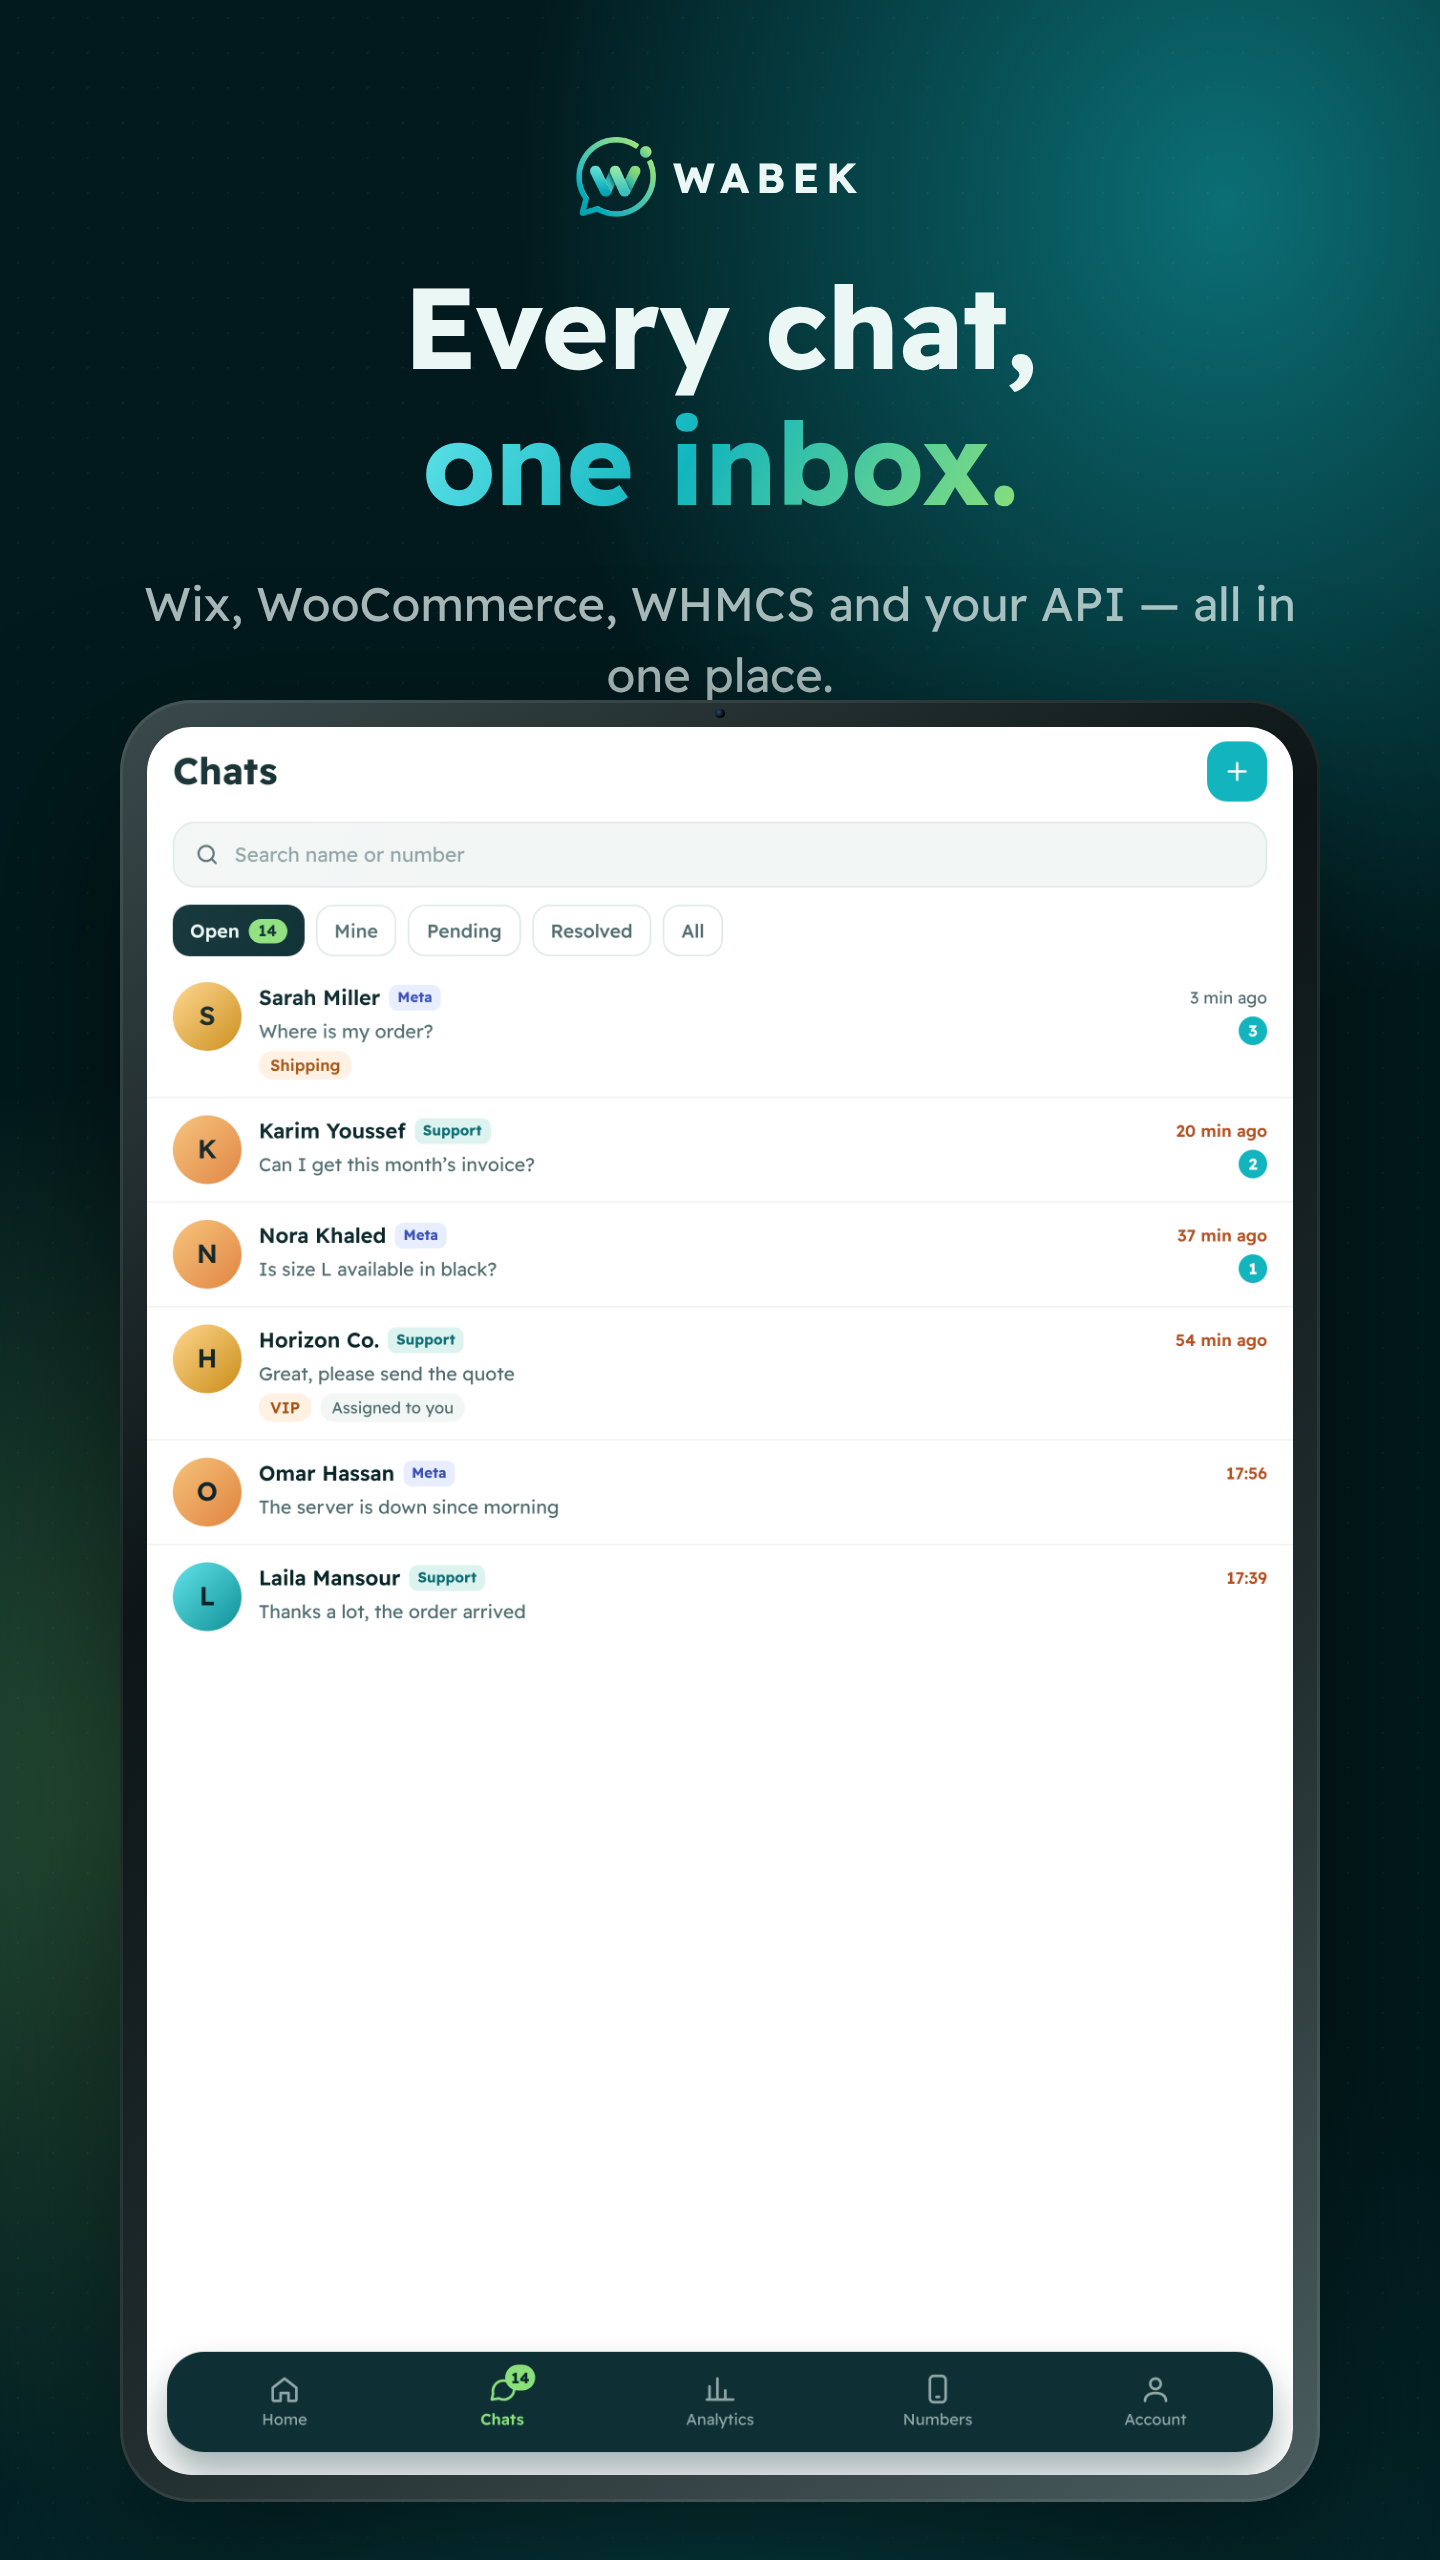 WABEK
Every chat,
one inbox.
Wix, WooCommerce, WHMCS and your API — all in
one place.
Chats
Search name or number
Open 14 Mine Pending Resolved All
S Sarah Miller Meta 3 min ago
Where is my order? 3
Shipping
K Karim Youssef Support 20 min ago
Can I get this month’s invoice? 2
N Nora Khaled Meta 37 min ago
Is size L available in black? 1
H Horizon Co. Support 54 min ago
Great, please send the quote
VIP Assigned to you
O Omar Hassan Meta 17:56
The server is down since morning
L Laila Mansour Support 17:39
Thanks a lot, the order arrived
14
Home Chats Analytics Numbers Account